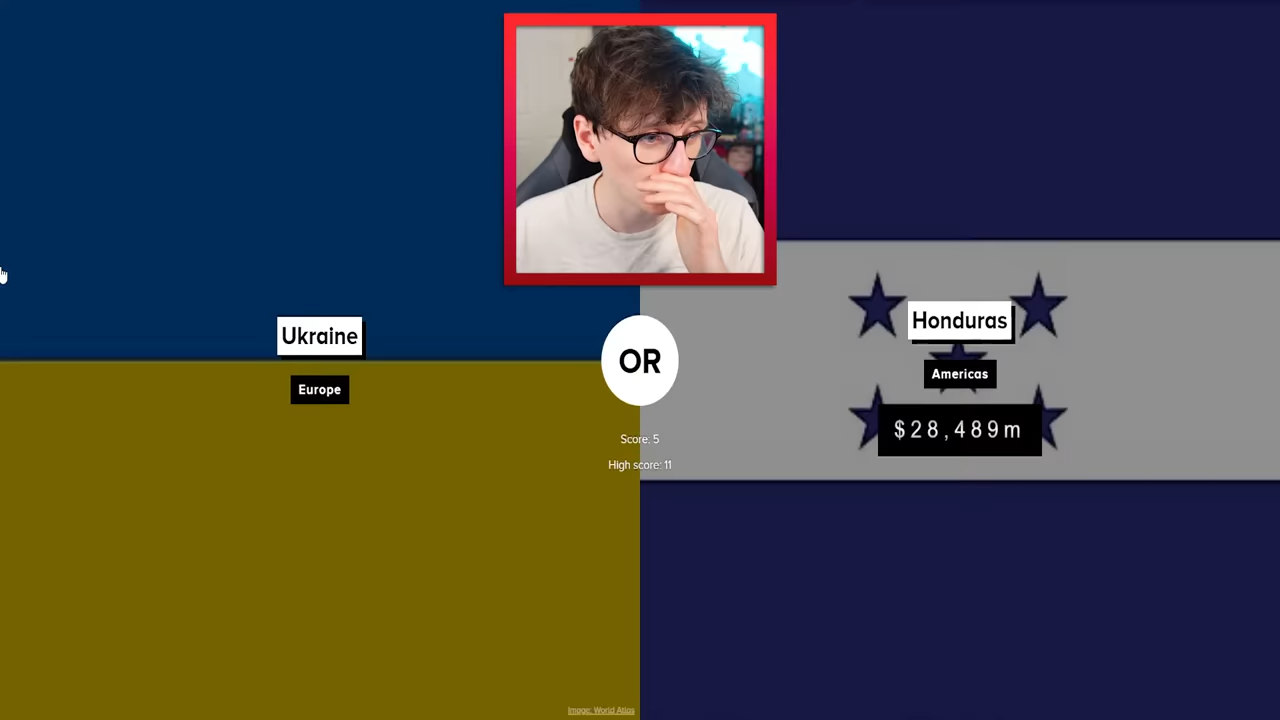 Ukraine
Europe
OR
Score: 5
High score: 11
Honduras
Americas
$28,489m
Image: World Atlas